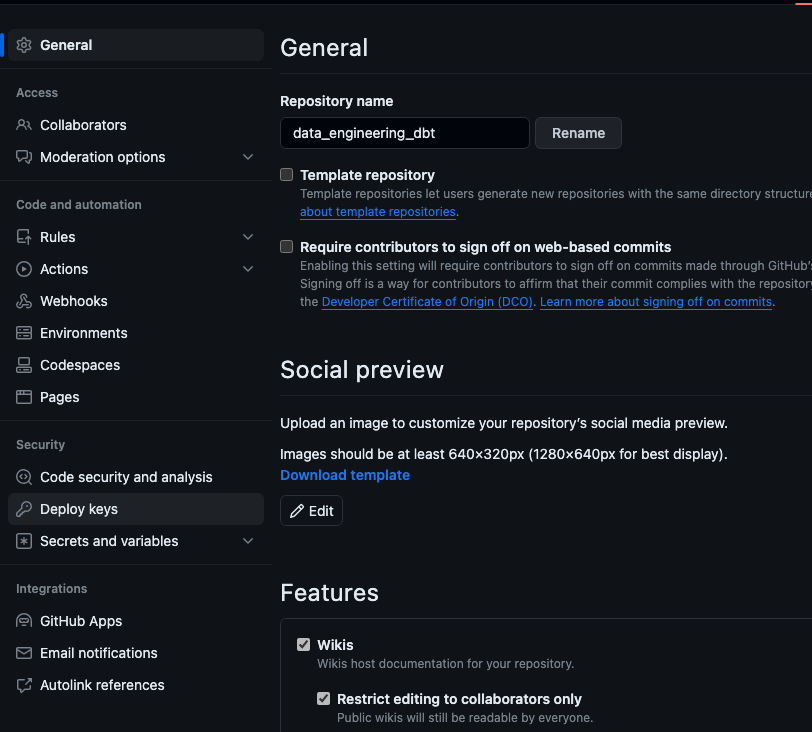 General
Access
Collaborators
Moderation options
Code and automation
Rules
Actions
Webhooks
Environments
Codespaces
Pages
Security
Code security and analysis
Deploy keys
Secrets and variables
Integrations
GitHub Apps
Email notifications
Autolink references
General
Repository name
data_engineering_dbt
Rename
Template repository
Template repositories let users generate new repositories with the same directory structure
about template repositories.
Require contributors to sign off on web-based commits
Enabling this setting will require contributors to sign off on commits made through GitHub's
Signing off is a way for contributors to affirm that their commit complies with the repository
the Developer Certificate of Origin (DCO). Learn more about signing off on commits.
Social preview
Upload an image to customize your repository's social media preview.
Images should be at least 640×320px (1280×640px for best display).
Download template
Edit
Features
Wikis
Wikis host documentation for your repository.
Restrict editing to collaborators only
Public wikis will still be readable by everyone.